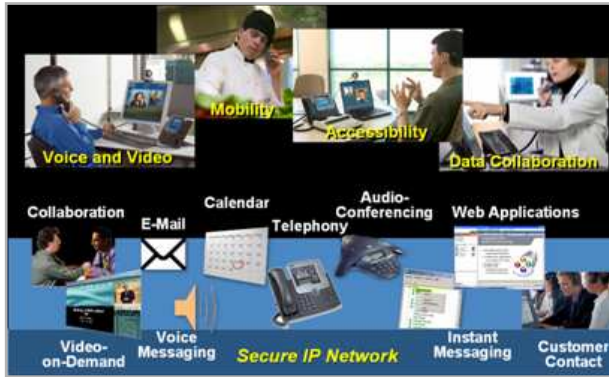 Mobility
Accessibility
Voice and Video
Data Collaboration
Collaboration
E-Mail
Calendar
Telephony
Audio-
Conferencing
Web Applications
Video-
on-Demand
Voice
Messaging
Secure IP Network
Instant
Messaging
Customer
Contact